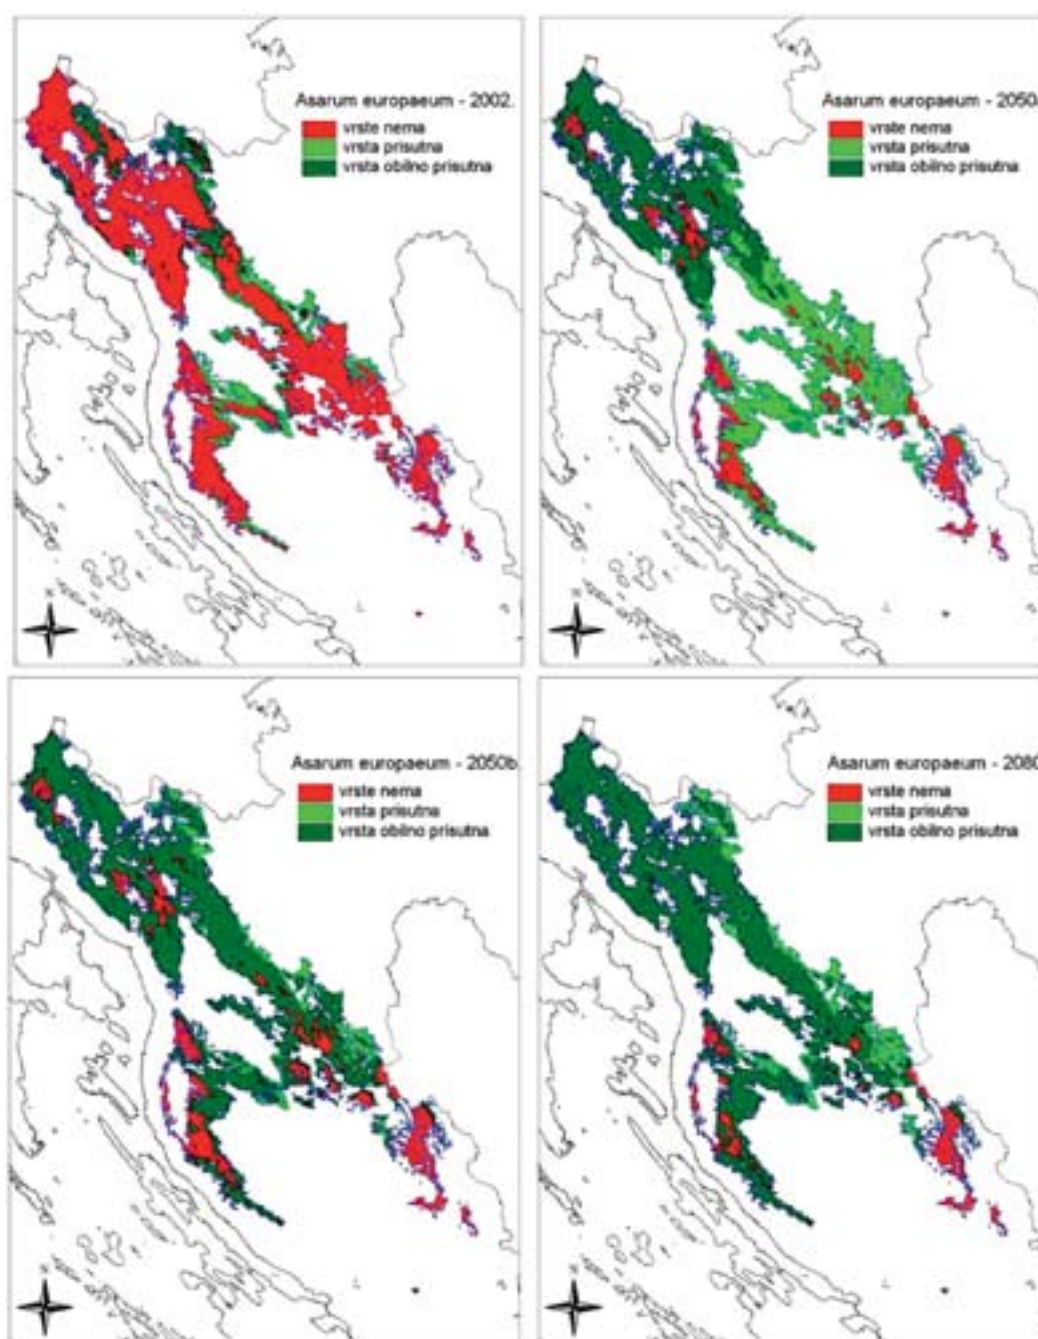 Asarum europaeum - 2002.
vrste nema
vrsta prisutna
vrsta obilno prisutna
Asarum europaeum - 2050a
vrste nema
vrsta prisutna
vrsta obilno prisutna
Asarum europaeum - 2050b
vrste nema
vrsta prisutna
vrsta obilno prisutna
Asarum europaeum - 2080
vrste nema
vrsta prisutna
vrsta obilno prisutna